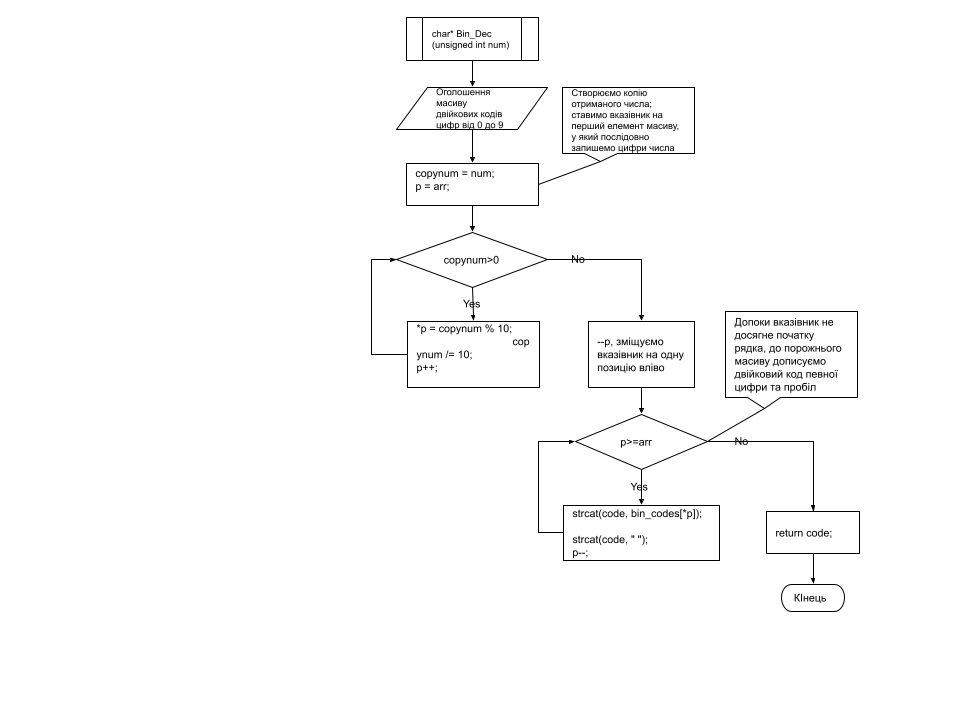 char* Bin_Dec
(unsigned int num)
Оголошення
масиву
двійкових кодів
цифр від 0 до 9
Створюємо копію
отриманого числа;
ставимо вказівник на
перший елемент масиву,
у який послідовно
запишемо цифри числа
copynum = num;
p = arr;
copynum>0
No
Yes
*p = copynum % 10;
cop
ynum /= 10;
p++;
--p, зміщуємо
вказівник на одну
позицію вліво
Допоки вказівник не
досягне початку
рядка, до порожнього
масиву дописуємо
двійковий код певної
цифри та пробіл
p>=arr
No
Yes
strcat(code, bin_codes[*p]);
strcat(code, " ");
p--;
return code;
КІнець